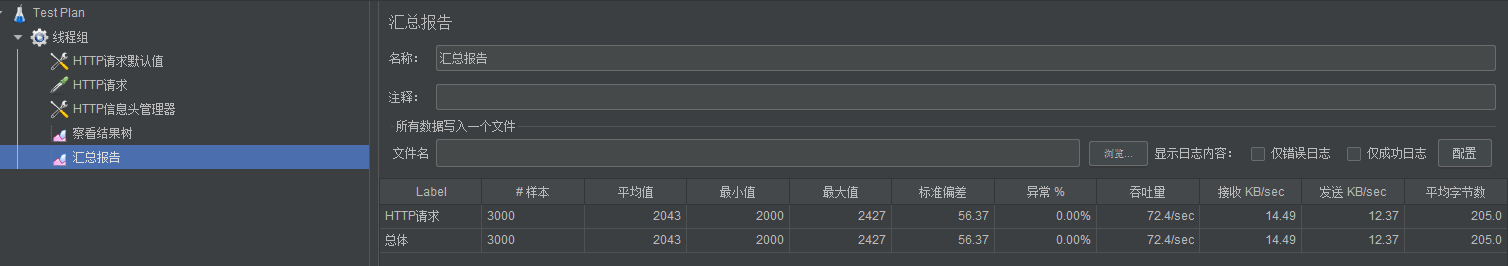 Test Plan
线程组
HTTP请求默认值
HTTP请求
HTTP信息头管理器
察看结果树
汇总报告
汇总报告
名称： 汇总报告
注释：
所有数据写入一个文件
文件名 浏览... 显示日志内容： 仅错误日志 仅成功日志 配置
Label # 样本 平均值 最小值 最大值 标准偏差 异常 % 吞吐量 接收 KB/sec 发送 KB/sec 平均字节数
HTTP请求 3000 2043 2000 2427 56.37 0.00% 72.4/sec 14.49 12.37 205.0
总体 3000 2043 2000 2427 56.37 0.00% 72.4/sec 14.49 12.37 205.0